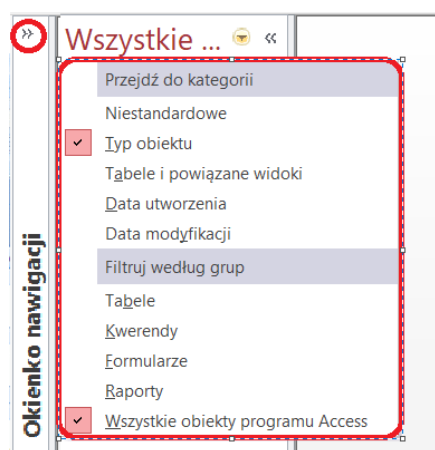 »
Wszystkie ... «
Przejdź do kategorii
Niestandardowe
Typ obiektu
Tabele i powiązane widoki
Data utworzenia
Data modyfikacji
Filtruj według grup
Tabele
Kwerendy
Formularze
Raporty
Wszystkie obiekty programu Access
Okienko nawigacji